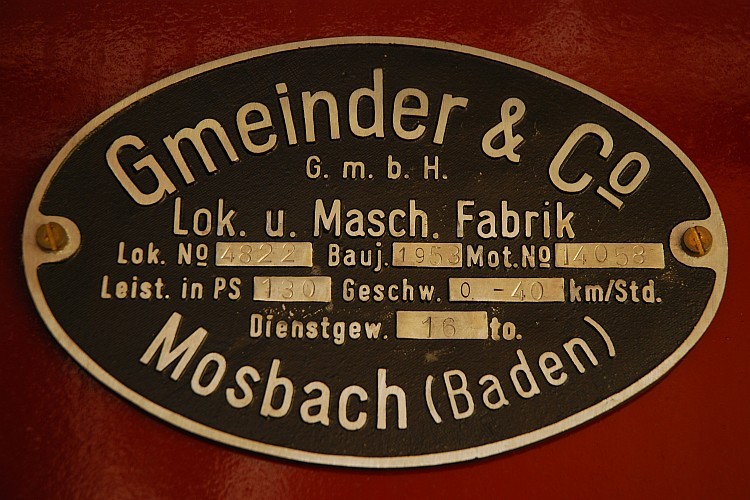 Gmeinder & Co
G. m. b. H.
Lok. u. Masch. Fabrik
Lok. No 4822 Bauj. 1953 Mot. No 14058
Leist. in PS 130 Geschw. 0 - 40 km/Std.
Dienstgew. 16 to.
Mosbach (Baden)